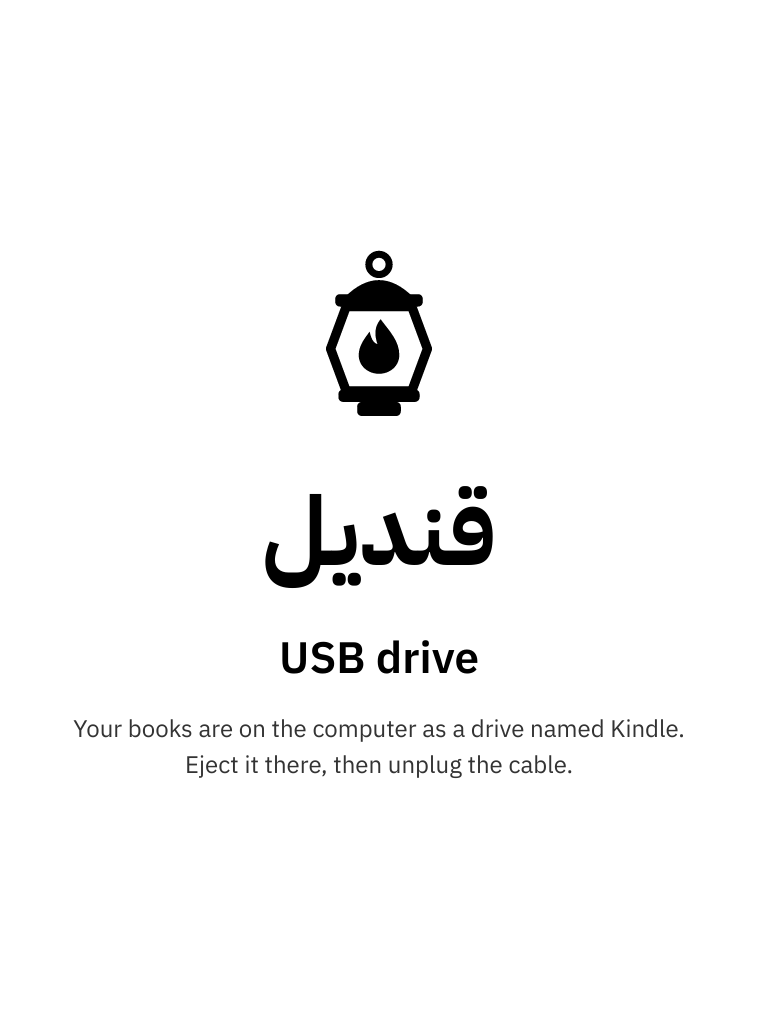 قنديل
USB drive
Your books are on the computer as a drive named Kindle.
Eject it there, then unplug the cable.